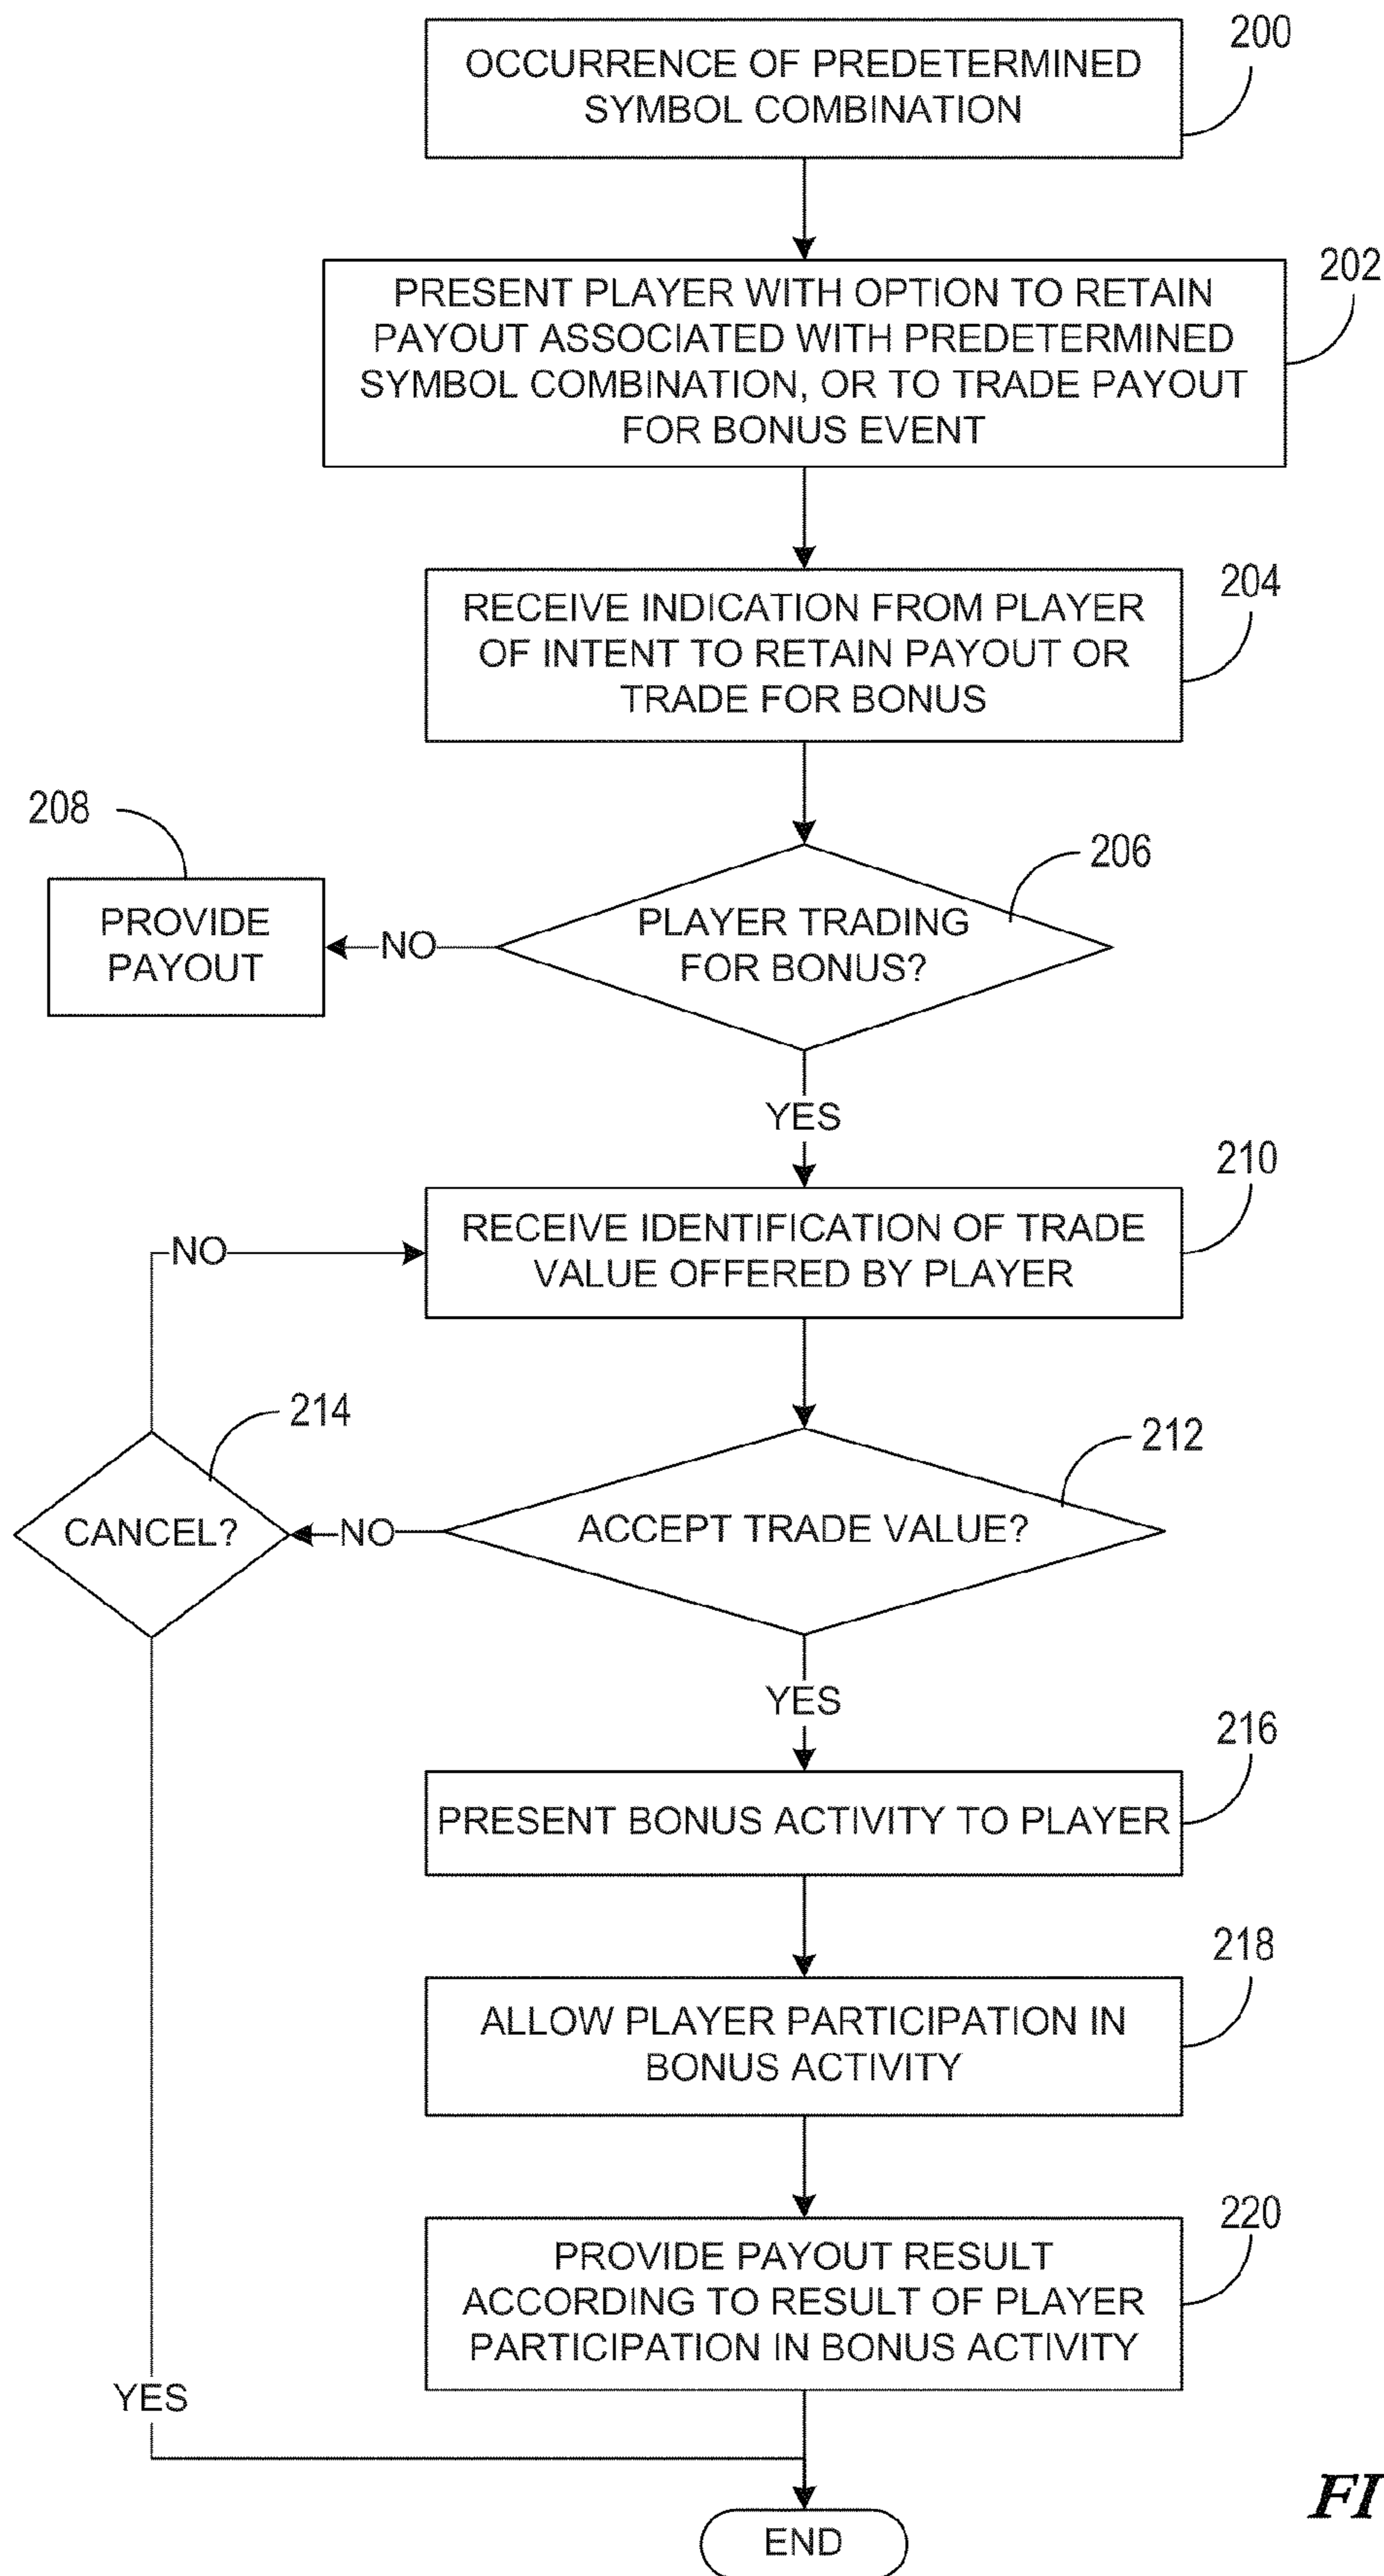 200
OCCURRENCE OF PREDETERMINED
SYMBOL COMBINATION
202
PRESENT PLAYER WITH OPTION TO RETAIN
PAYOUT ASSOCIATED WITH PREDETERMINED
SYMBOL COMBINATION, OR TO TRADE PAYOUT
FOR BONUS EVENT
204
RECEIVE INDICATION FROM PLAYER
OF INTENT TO RETAIN PAYOUT OR
TRADE FOR BONUS
208
206
PROVIDE
PAYOUT
NO
PLAYER TRADING
FOR BONUS?
YES
210
NO
RECEIVE IDENTIFICATION OF TRADE
VALUE OFFERED BY PLAYER
214
212
CANCEL?
NO
ACCEPT TRADE VALUE?
YES
216
PRESENT BONUS ACTIVITY TO PLAYER
218
ALLOW PLAYER PARTICIPATION IN
BONUS ACTIVITY
220
PROVIDE PAYOUT RESULT
ACCORDING TO RESULT OF PLAYER
PARTICIPATION IN BONUS ACTIVITY
YES
FI
END